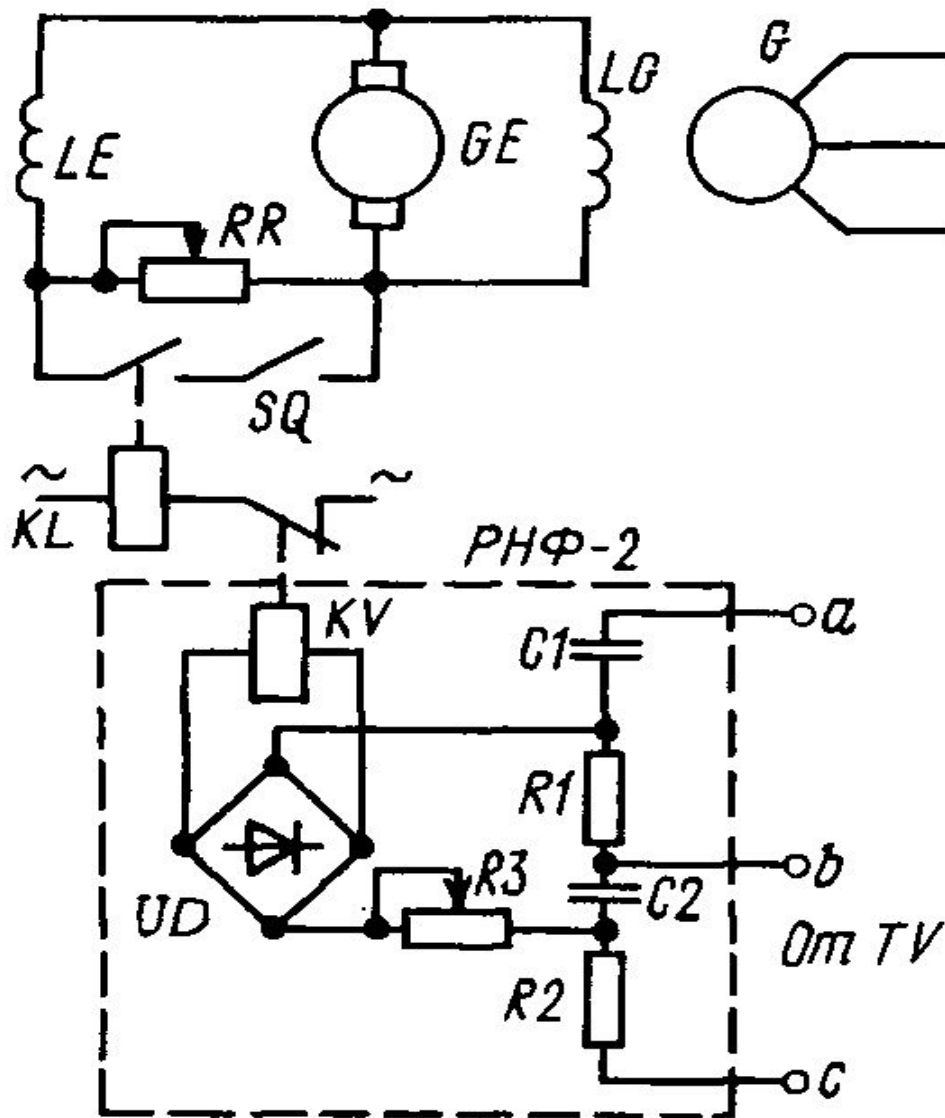 G
LG
LE
GE
RR
SQ
~
~
KL
РНФ-2
KV
a
C1
R1
b
R3
C2
UD
От TV
R2
c